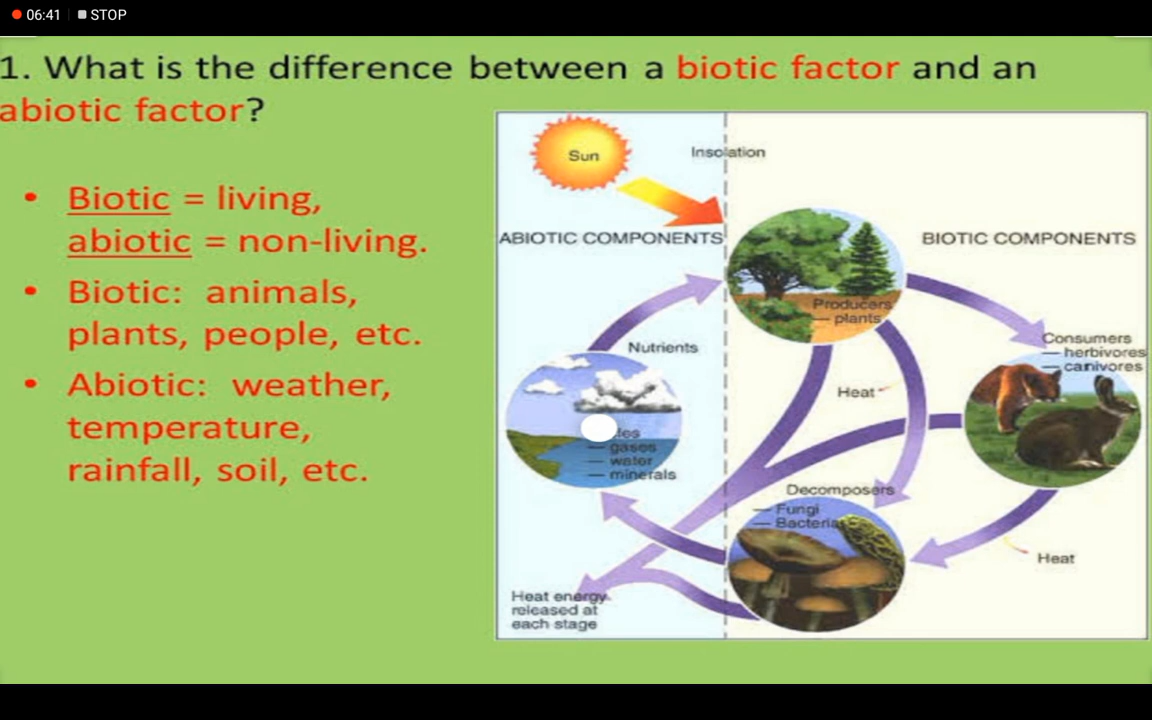 06:41 STOP
1. What is the difference between a biotic factor and an
abiotic factor?
• Biotic = living,
abiotic = non-living.
• Biotic: animals,
plants, people, etc.
• Abiotic: weather,
temperature,
rainfall, soil, etc.
Sun
Insolation
ABIOTIC COMPONENTS
BIOTIC COMPONENTS
Producers
— plants
Consumers
— herbivores
— carnivores
Nutrients
Heat
— gases
— water
— minerals
Decomposers
— Fungi
— Bacteria
Heat
Heat energy
released at
each stage